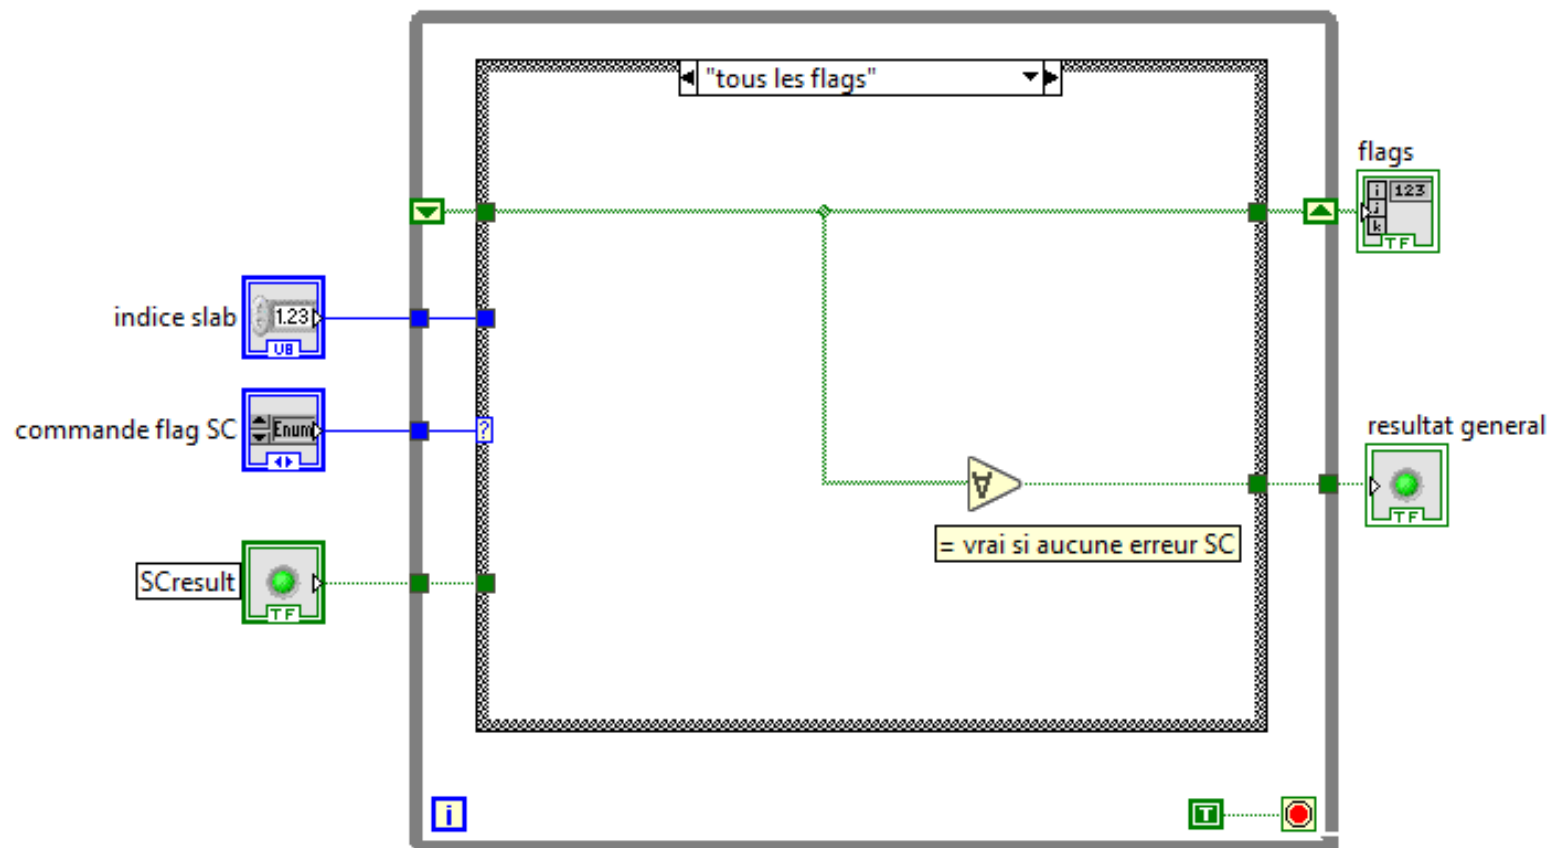 "tous les flags"
flags
i
123
j
k
TF
indice slab
1.23
U8
commande flag SC
Enum
?
resultat general
TF
∀
= vrai si aucune erreur SC
SCresult
TF
i
T